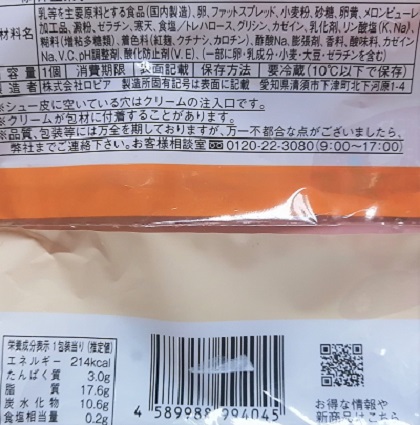 乳等を主要原料とする食品(国内製造)、卵、ファットスプレッド、小麦粉、砂糖、卵黄、メロンピューレ
材料名
加工品、澱粉、ゼラチン、寒天、食塩／トレハロース、グリシン、カゼイン、乳化剤、リン酸塩(K、Na)、
糊料(増粘多糖類)、着色料(紅麹、クチナシ、カロチン)、酢酸Na、膨張剤、香料、酸味料、カゼイン
Na、V.C、pH調整剤、酸化防止剤(V.E)、(一部に卵・乳成分・小麦・大豆・ゼラチンを含む)
容量 1個 消費期限 表面記載 保存方法 要冷蔵(10℃以下で保存)
造者 株式会社ロピア 製造所固有記号は表面に記載 愛知県清須市下津町北下河原1-4
※シュー皮に空いている穴はクリームの注入口です。
※クリームが包材に付着することがあります。
※品質、包装等には万全を期しておりますが、万一不都合な点がございましたら、
弊社までご連絡下さい。お客様相談室 0120-22-3080(9:00〜17:00)
栄養成分表示 1包装当り (推定値)
エネルギー 214kcal
たんぱく質 3.0g
脂質 17.6g
炭水化物 10.6g
食塩相当量 0.2g
4 589988 994045
お得な情報や
新商品はこちら